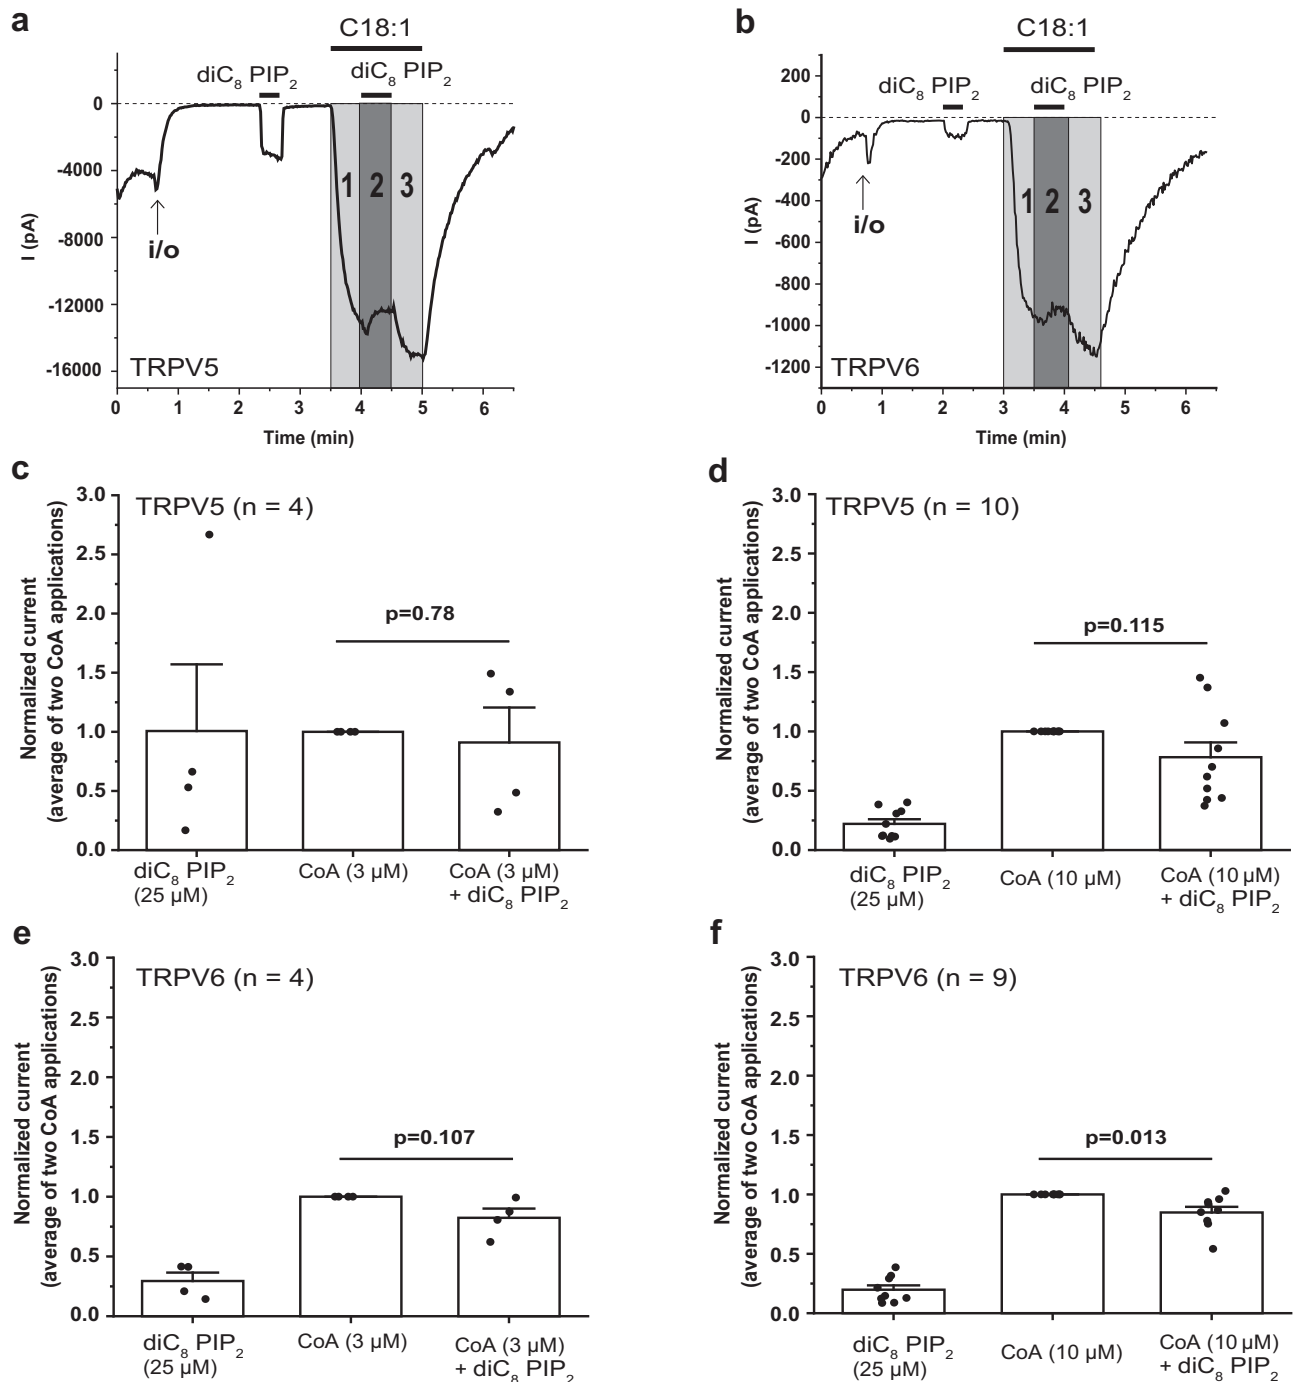 a
C18:1
diC8 PIP2
diC8 PIP2
0
-4000
-8000
-12000
-16000
I (pA)
1 2 3
i/o
TRPV5
0 1 2 3 4 5 6
Time (min)
b
C18:1
diC8 PIP2
diC8 PIP2
200
0
-200
-400
-600
-800
-1000
-1200
I (pA)
1 2 3
i/o
TRPV6
0 1 2 3 4 5 6
Time (min)
c
TRPV5 (n = 4)
Normalized current
(average of two CoA applications)
3.0
2.5
2.0
1.5
1.0
0.5
0.0
p=0.78
diC8 PIP2
(25 µM)
CoA (3 µM)
CoA (3 µM)
+ diC8 PIP2
d
TRPV5 (n = 10)
Normalized current
(average of two CoA applications)
3.0
2.5
2.0
1.5
1.0
0.5
0.0
p=0.115
diC8 PIP2
(25 µM)
CoA (10 µM)
CoA (10 µM)
+ diC8 PIP2
e
TRPV6 (n = 4)
Normalized current
(average of two CoA applications)
3.0
2.5
2.0
1.5
1.0
0.5
0.0
p=0.107
diC8 PIP2
(25 µM)
CoA (3 µM)
CoA (3 µM)
+ diC8 PIP2
f
TRPV6 (n = 9)
Normalized current
(average of two CoA applications)
3.0
2.5
2.0
1.5
1.0
0.5
0.0
p=0.013
diC8 PIP2
(25 µM)
CoA (10 µM)
CoA (10 µM)
+ diC8 PIP2